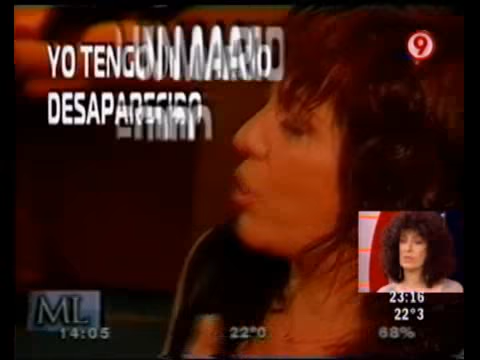 YO TENGO UN MARIDO
DESAPARECIDO
9
23:16
22°3
ML
14:05
22°0
68%